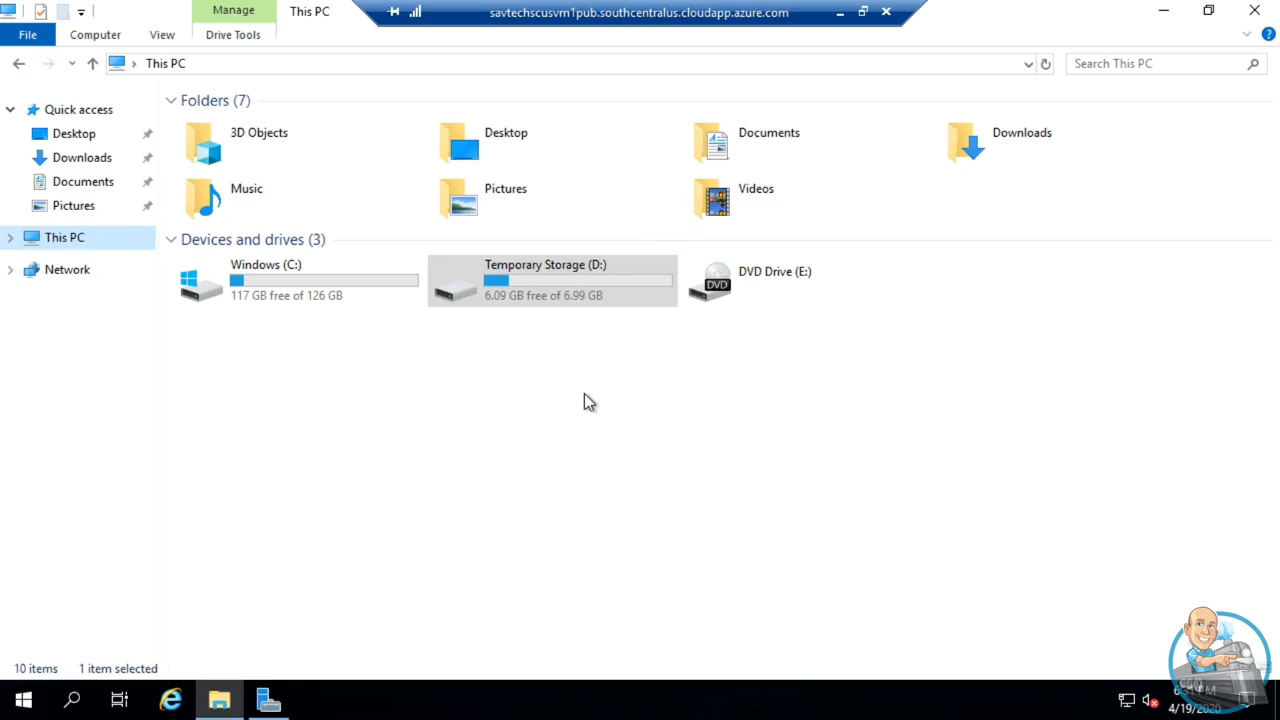 Manage
This PC
savtechscusvm1pub.southcentralus.cloudapp.azure.com
File
Computer
View
Drive Tools
This PC
Search This PC
Quick access
Desktop
Downloads
Documents
Pictures
This PC
Network
Folders (7)
3D Objects
Desktop
Documents
Downloads
Music
Pictures
Videos
Devices and drives (3)
Windows (C:)
117 GB free of 126 GB
Temporary Storage (D:)
6.09 GB free of 6.99 GB
DVD
DVD Drive (E:)
10 items
1 item selected
4/19/2020